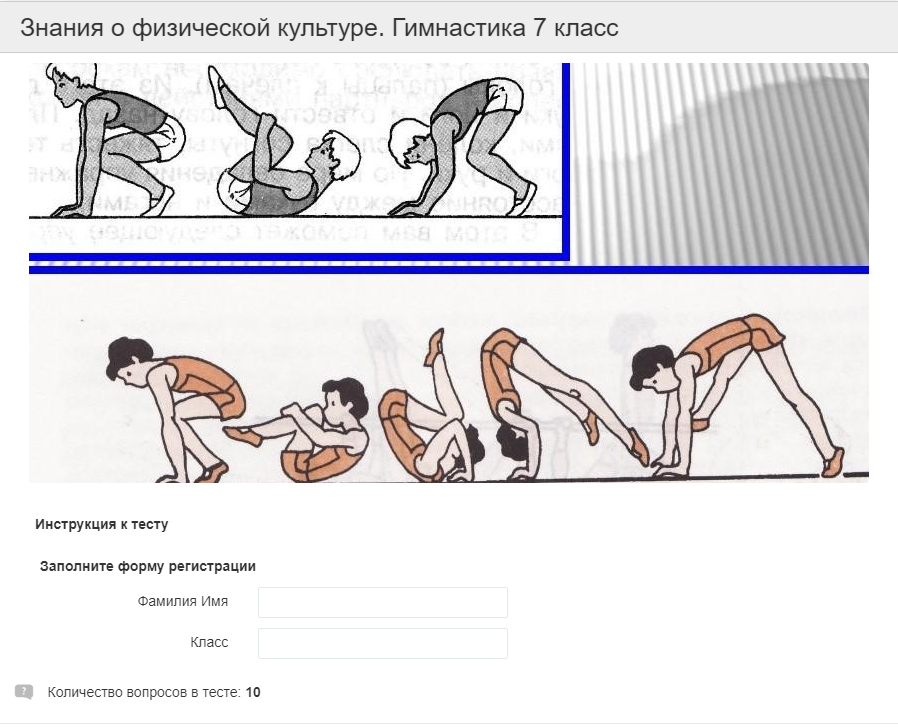 Знания о физической культуре. Гимнастика 7 класс
Инструкция к тесту
Заполните форму регистрации
Фамилия Имя
Класс
? Количество вопросов в тесте: 10